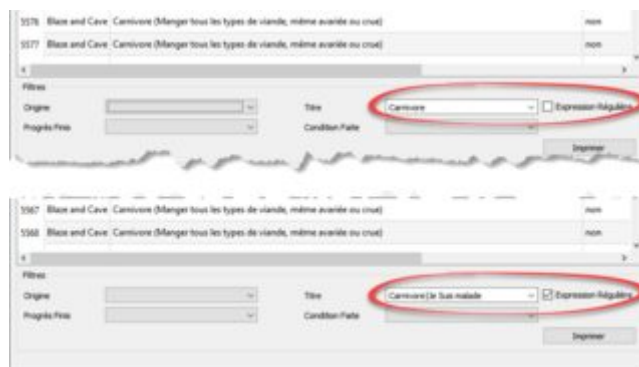 5576 Blaze and Cave Carnivore (Manger tous les types de viande, même avariée ou crue) non
5577 Blaze and Cave Carnivore (Manger tous les types de viande, même avariée ou crue) non
Filtres
Origine Titre Carnivore Expression Régulière
Progrès Finis Condition Faite
Imprimer
5567 Blaze and Cave Carnivore (Manger tous les types de viande, même avariée ou crue) non
5568 Blaze and Cave Carnivore (Manger tous les types de viande, même avariée ou crue) non
Filtres
Origine Titre Carnivore|Je Suis malade Expression Régulière
Progrès Finis Condition Faite
Imprimer